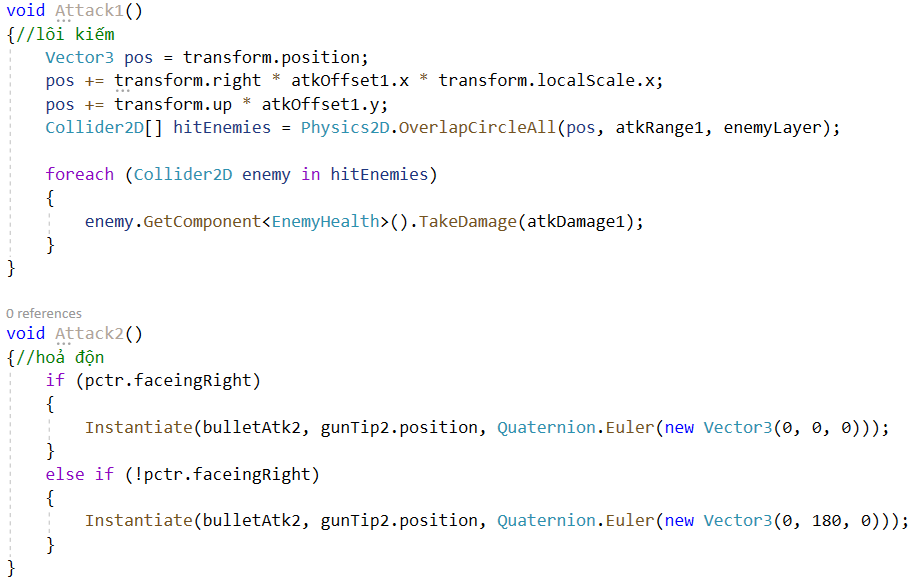 void Attack1()
{//lôi kiếm
    Vector3 pos = transform.position;
    pos += transform.right * atkOffset1.x * transform.localScale.x;
    pos += transform.up * atkOffset1.y;
    Collider2D[] hitEnemies = Physics2D.OverlapCircleAll(pos, atkRange1, enemyLayer);

    foreach (Collider2D enemy in hitEnemies)
    {
        enemy.GetComponent<EnemyHealth>().TakeDamage(atkDamage1);
    }
}

0 references
void Attack2()
{//hoả độn
    if (pctr.faceingRight)
    {
        Instantiate(bulletAtk2, gunTip2.position, Quaternion.Euler(new Vector3(0, 0, 0)));
    }
    else if (!pctr.faceingRight)
    {
        Instantiate(bulletAtk2, gunTip2.position, Quaternion.Euler(new Vector3(0, 180, 0)));
    }
}